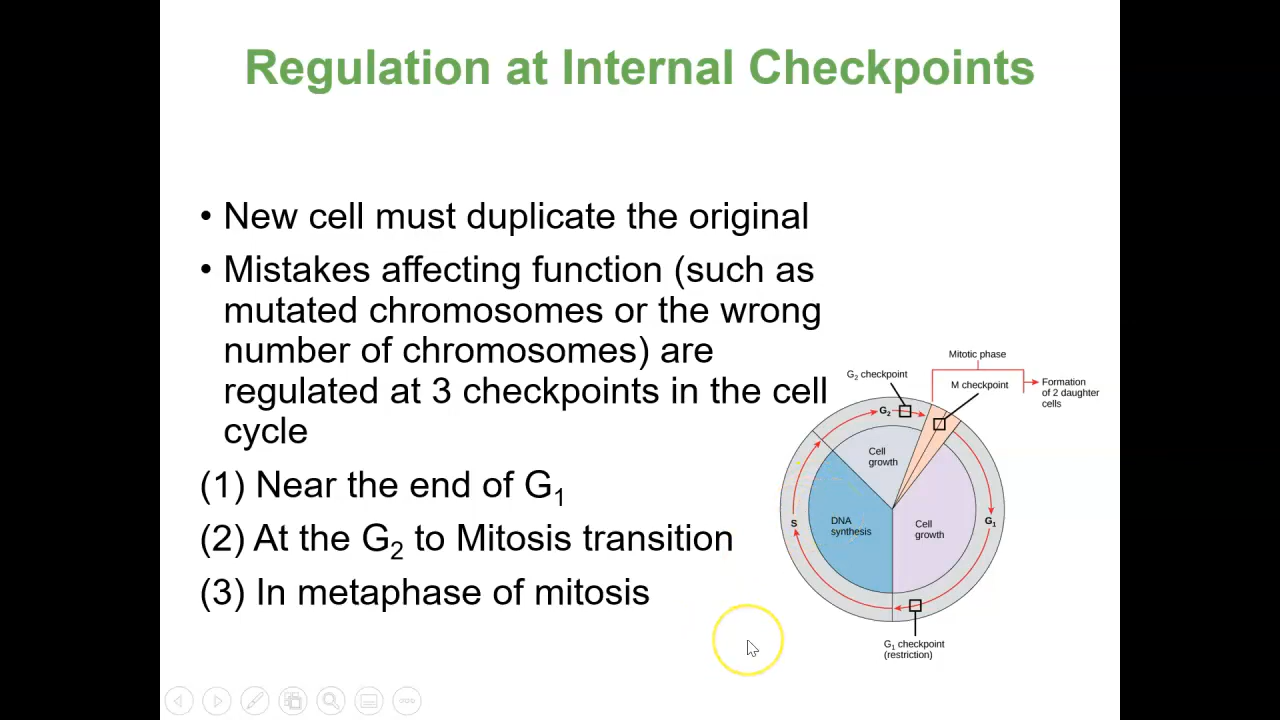 Regulation at Internal Checkpoints
• New cell must duplicate the original
• Mistakes affecting function (such as
mutated chromosomes or the wrong
number of chromosomes) are
regulated at 3 checkpoints in the cell
cycle
(1) Near the end of G₁
(2) At the G₂ to Mitosis transition
(3) In metaphase of mitosis
Mitotic phase
G₂ checkpoint
M checkpoint
Formation
of 2 daughter
cells
G₂
Cell
growth
S
DNA
synthesis
Cell
growth
G₁
G₁ checkpoint
(restriction)